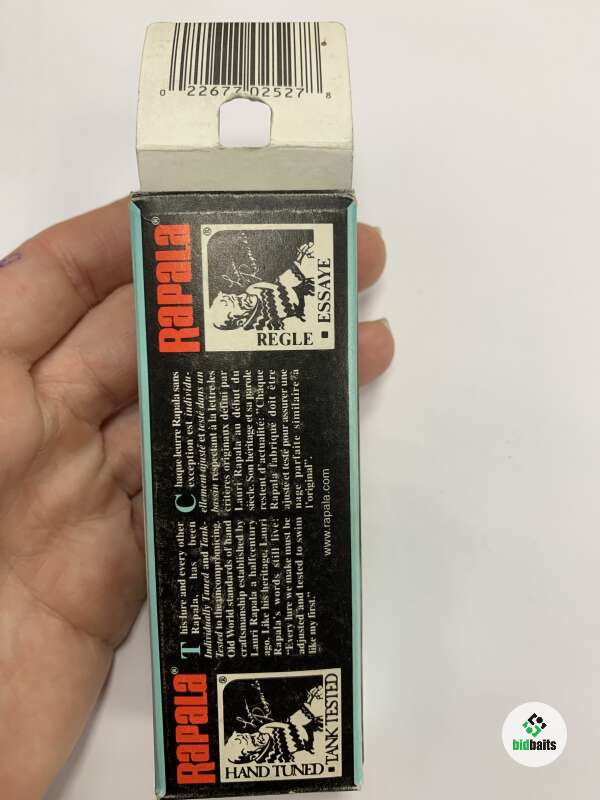 0 22677 02527 8
RAPALA®
Lauri Rapala
®
HAND TUNED
▪ TANK TESTED
This lure and every other
Rapala, has been
Individually Tuned and Tank-
Tested to the uncompromicing,
Old World standards of hand
craftsmanship established by
Lauri Rapala a half century
ago. Like his heritage, Lauri
Rapala's words still live:
"Every lure we make must be
adjusted and tested to swim
like my first."
Chaque leurre Rapala sans
exception est individu-
ellement ajusté et testé dans un
bassin respectant à la lettre les
critères originaux défini par
Lauri Rapala au début du
siècle. Son héritage et sa parole
restent d'actualité: "Chaque
Rapala fabriqué doit être
ajusté et testé pour assurer une
nage parfaite similaire à
l'original".
www.rapala.com
RAPALA®
®
REGLE
▪ ESSAYE
bidbaits